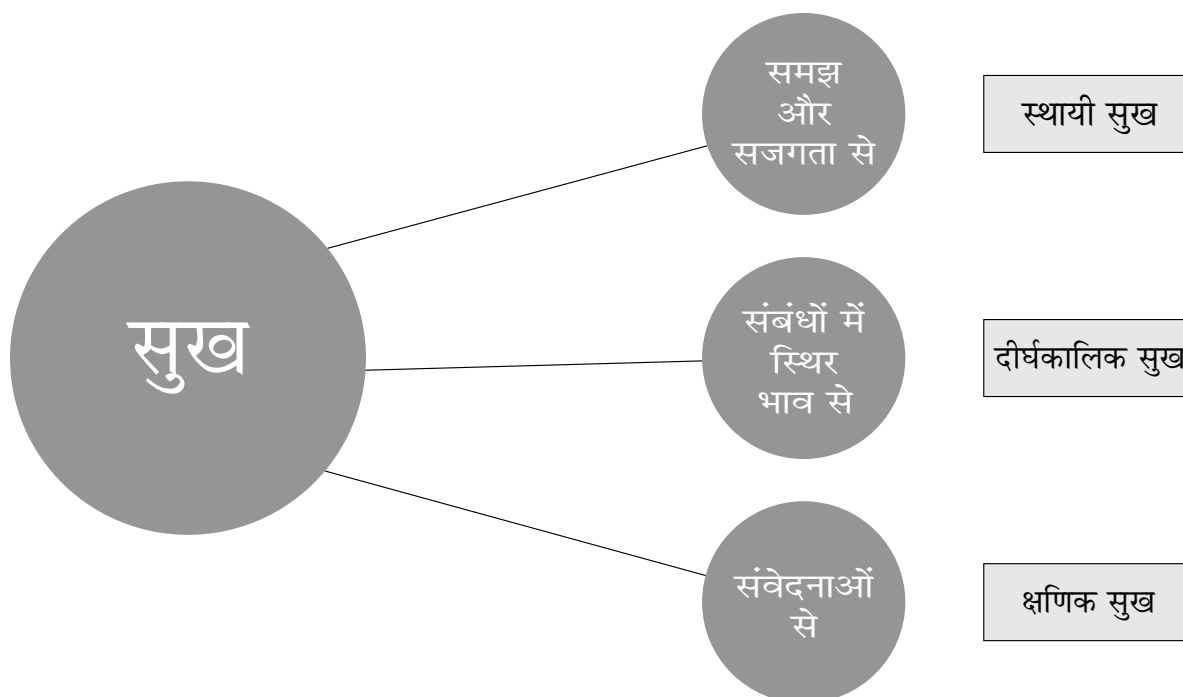 सुख
समझ
और
सजगता से
स्थायी सुख
संबंधों में
स्थिर
भाव से
दीर्घकालिक सुख
संवेदनाओं
से
क्षणिक सुख